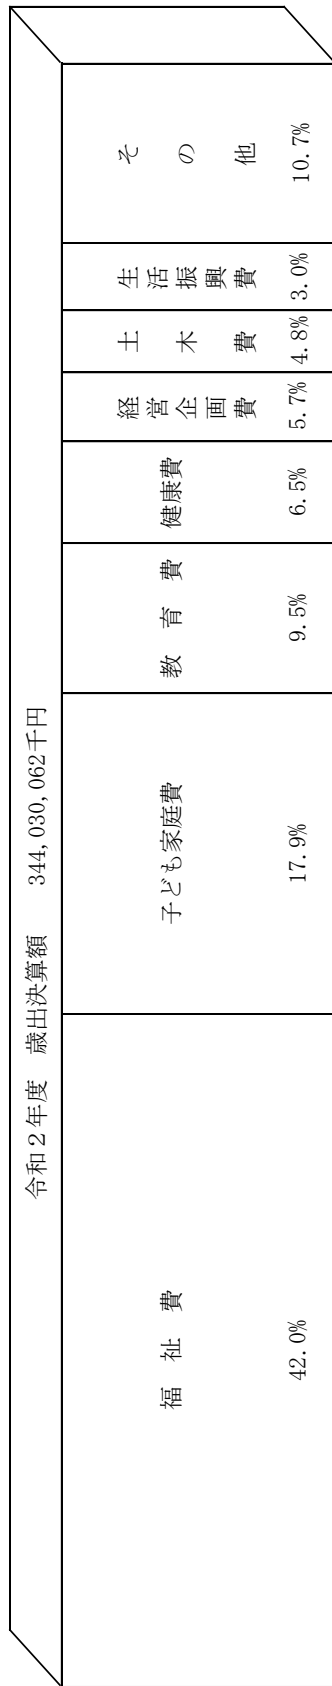 令和２年度　歳出決算額　344,030,062千円
福　祉　費
42.0%
子ども家庭費
17.9%
教　育　費
9.5%
健康費
6.5%
経営企画費
5.7%
土　木　費
4.8%
生活振興費
3.0%
そ　の　他
10.7%